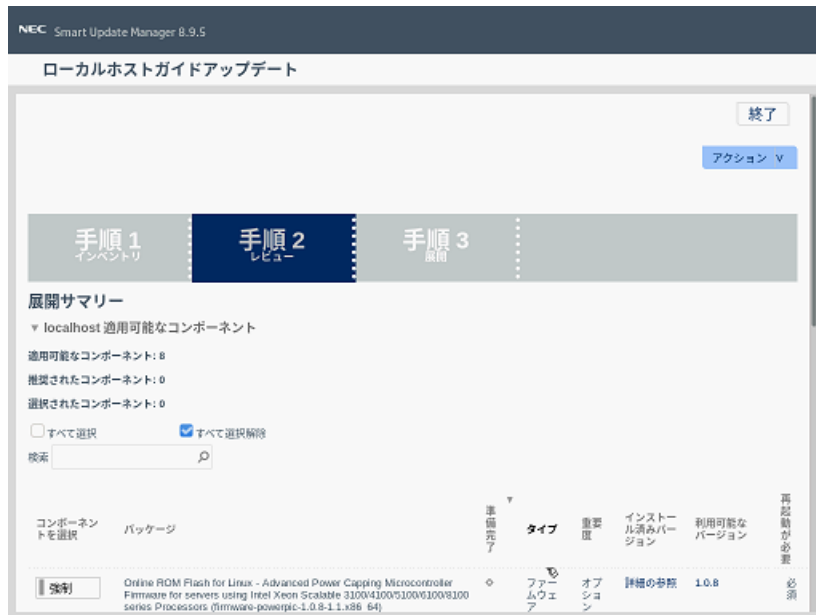 NEC Smart Update Manager 8.9.5
ローカルホストガイドアップデート
終了
アクション ∨
手順 1
インベントリ
手順 2
レビュー
手順 3
展開
展開サマリー
▼ localhost 適用可能なコンポーネント
適用可能なコンポーネント: 8
推奨されたコンポーネント: 0
選択されたコンポーネント: 0
すべて選択
すべて選択解除
検索
コンポーネン
トを選択
パッケージ
準備完了
タイプ
重要
度
インストー
ル済みバー
ジョン
利用可能な
バージョン
再起動が必要
強制
Online ROM Flash for Linux - Advanced Power Capping Microcontroller
Firmware for servers using Intel Xeon Scalable 3100/4100/5100/6100/8100
series Processors (firmware-powerpic-1.0.8-1.1.x86_64)
ファー
ムウェ
ア
オプ
ショ
ン
詳細の参照
1.0.8
必須